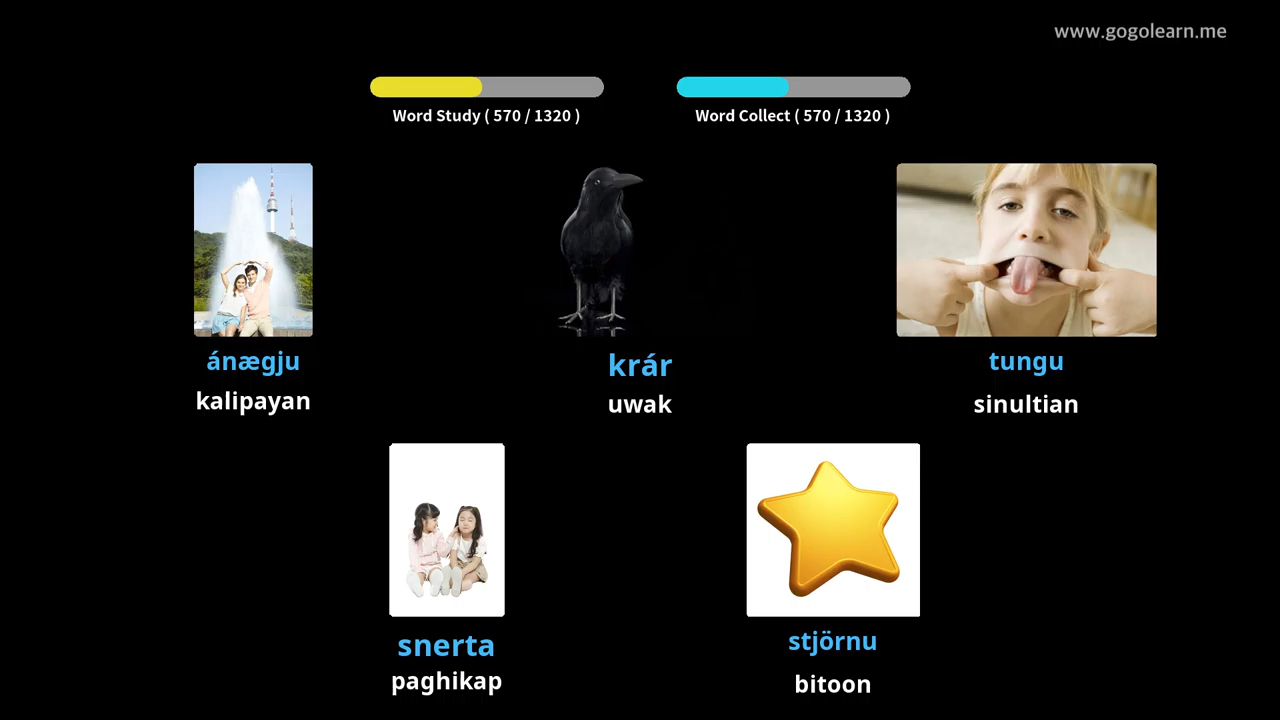 www.gogolearn.me
Word Study ( 570 / 1320 )
Word Collect ( 570 / 1320 )
ánægju
kalipayan
krár
uwak
tungu
sinultian
snerta
paghikap
stjörnu
bitoon